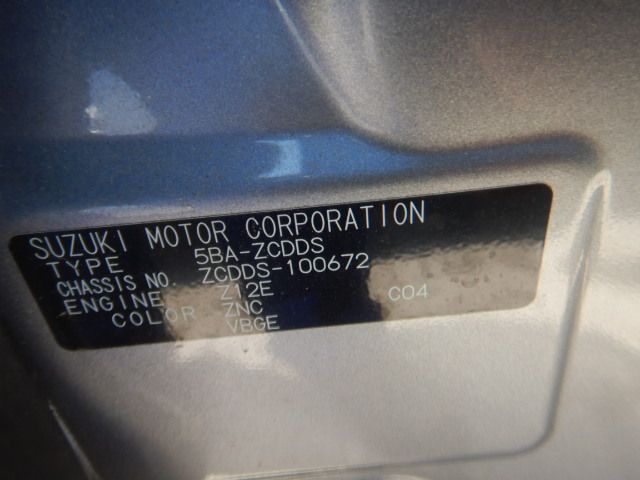 SUZUKI MOTOR CORPORATION
TYPE 5BA-ZCDDS
CHASSIS NO. ZCDDS-100672
ENGINE Z12E C04
COLOR ZNC
VBGE